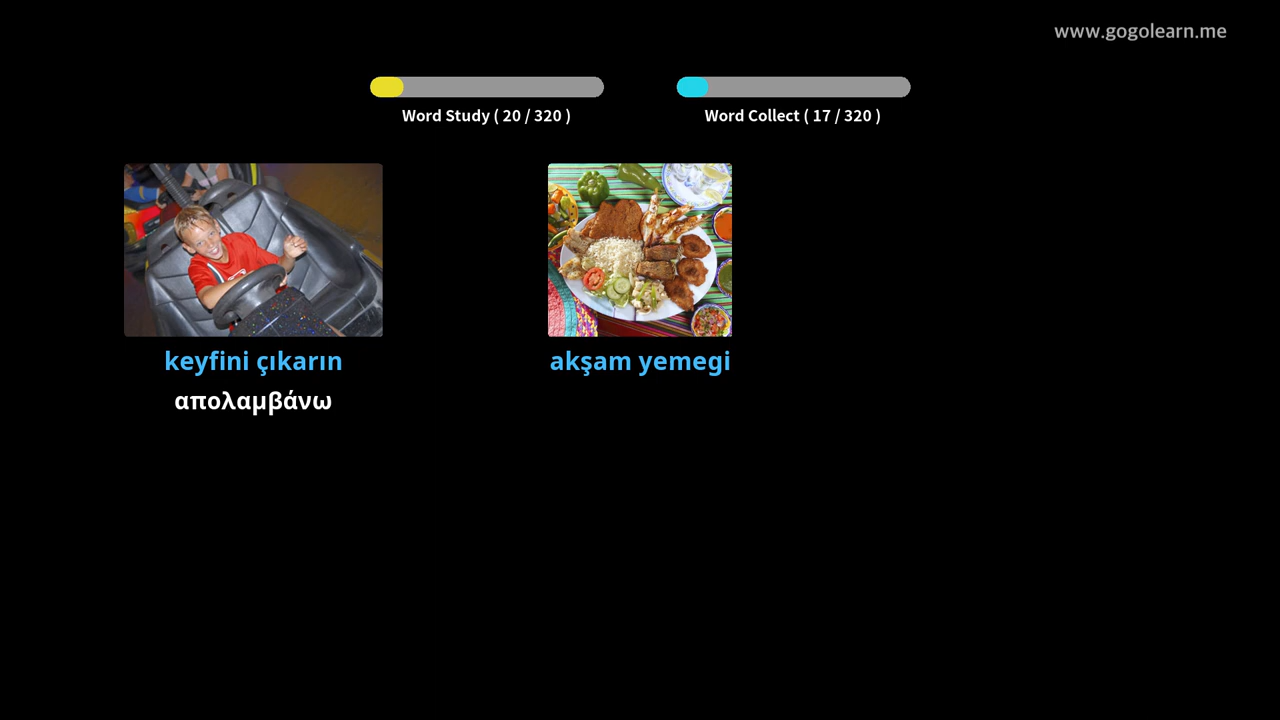 www.gogolearn.me
Word Study ( 20 / 320 )
Word Collect ( 17 / 320 )
keyfini çıkarın
akşam yemegi
απολαμβάνω